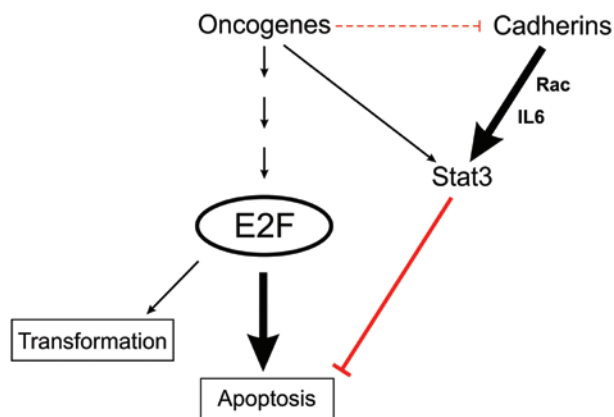 Oncogenes
Cadherins
Rac
IL6
Stat3
E2F
Transformation
Apoptosis